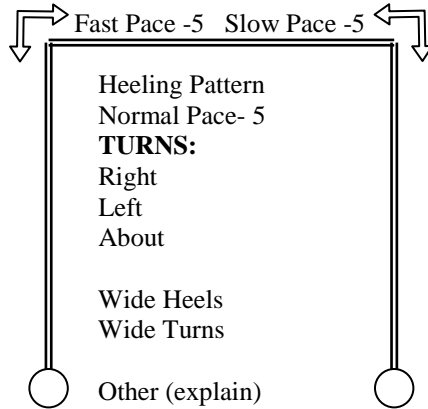 Fast Pace -5 Slow Pace -5
Heeling Pattern
Normal Pace- 5
TURNS:
Right
Left
About
Wide Heels
Wide Turns
Other (explain)